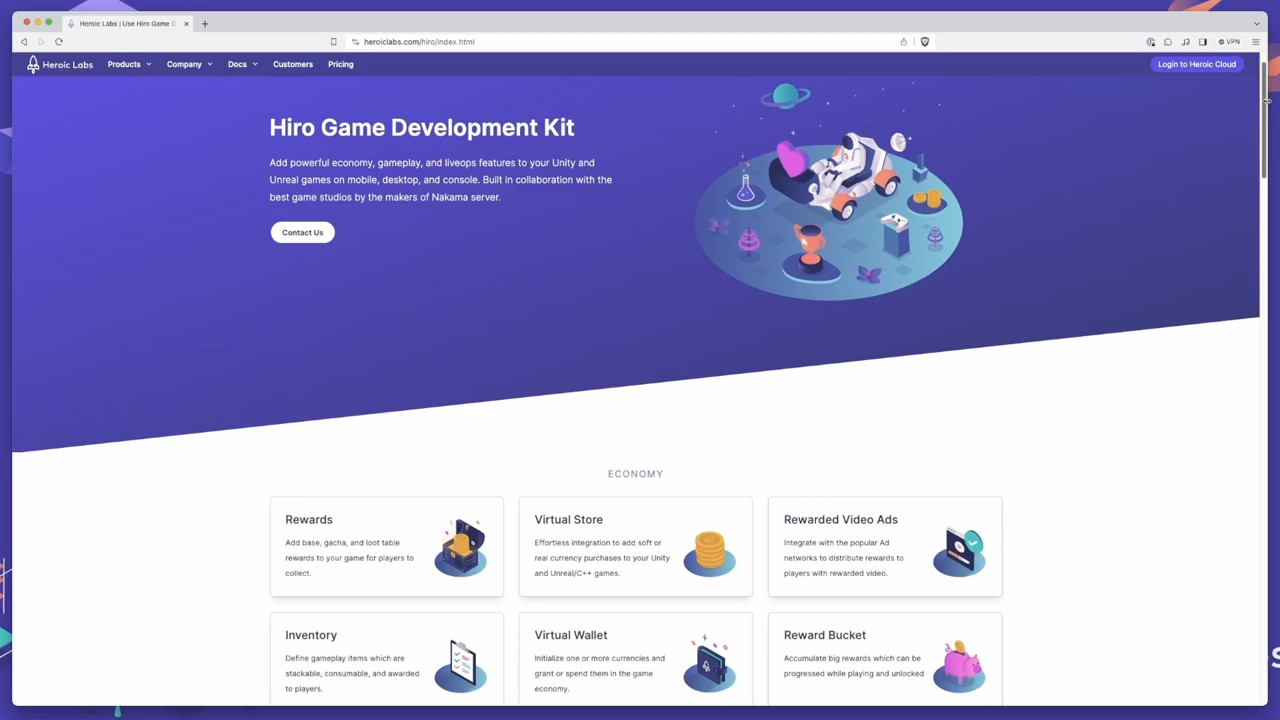 Heroic Labs | Use Hiro Game D
heroiclabs.com/hiro/index.html
VPN
Heroic Labs
Products
Company
Docs
Customers
Pricing
Login to Heroic Cloud
Hiro Game Development Kit
Add powerful economy, gameplay, and liveops features to your Unity and
Unreal games on mobile, desktop, and console. Built in collaboration with the
best game studios by the makers of Nakama server.
Contact Us
ECONOMY
Rewards
Add base, gacha, and loot table
rewards to your game for players to
collect.
Virtual Store
Effortless integration to add soft or
real currency purchases to your Unity
and Unreal/C++ games.
Rewarded Video Ads
Integrate with the popular Ad
networks to distribute rewards to
players with rewarded video.
Inventory
Define gameplay items which are
stackable, consumable, and awarded
to players.
Virtual Wallet
Initialize one or more currencies and
grant or spend them in the game
economy.
Reward Bucket
Accumulate big rewards which can be
progressed while playing and unlocked